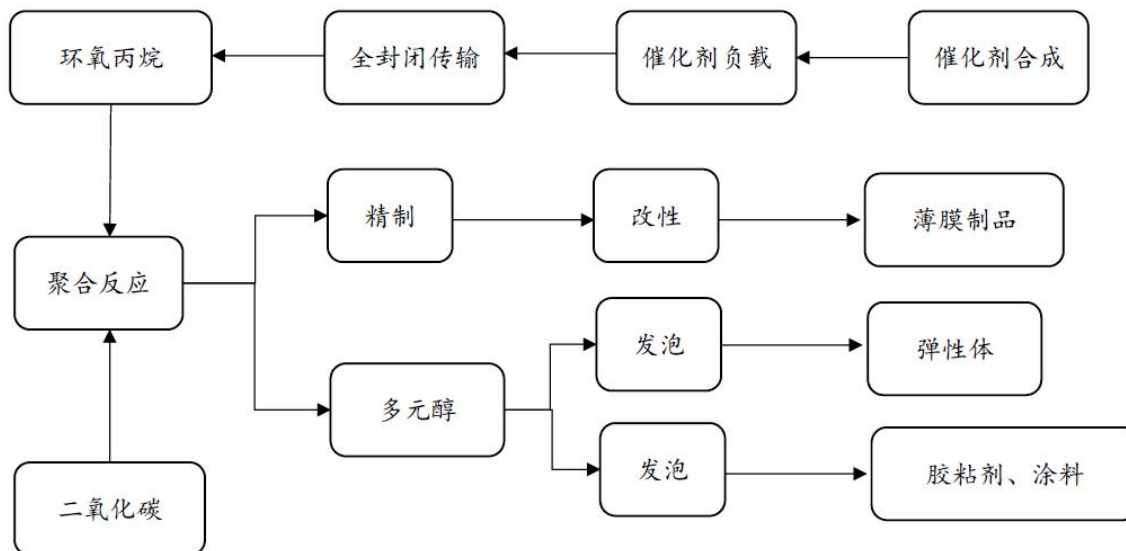 环氧丙烷
全封闭传输
催化剂负载
催化剂合成
精制
改性
薄膜制品
聚合反应
发泡
弹性体
多元醇
发泡
胶粘剂、涂料
二氧化碳